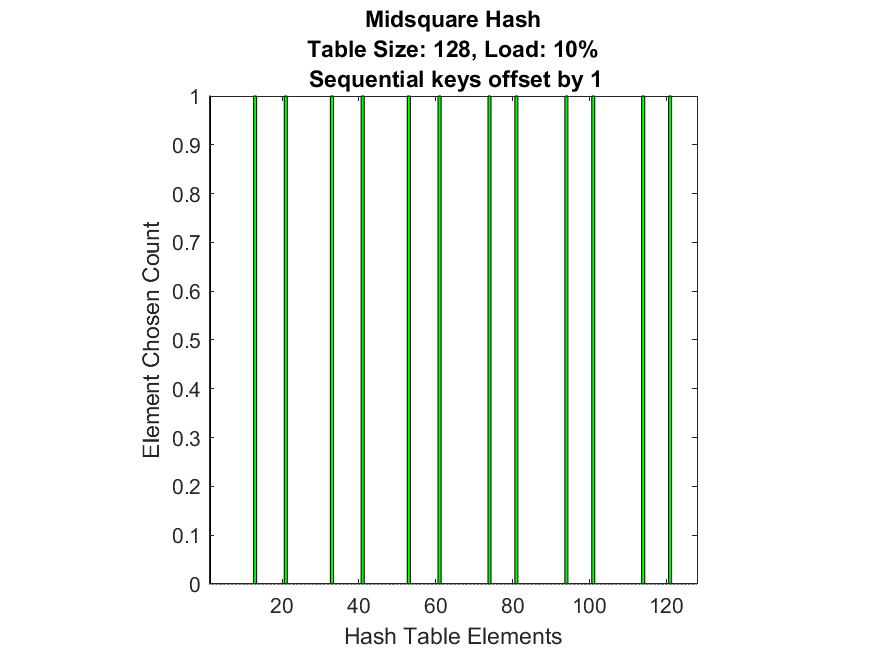 Midsquare Hash
Table Size: 128, Load: 10%
Sequential keys offset by 1
1
0.9
0.8
0.7
0.6
0.5
0.4
0.3
0.2
0.1
0
Element Chosen Count
20 40 60 80 100 120
Hash Table Elements